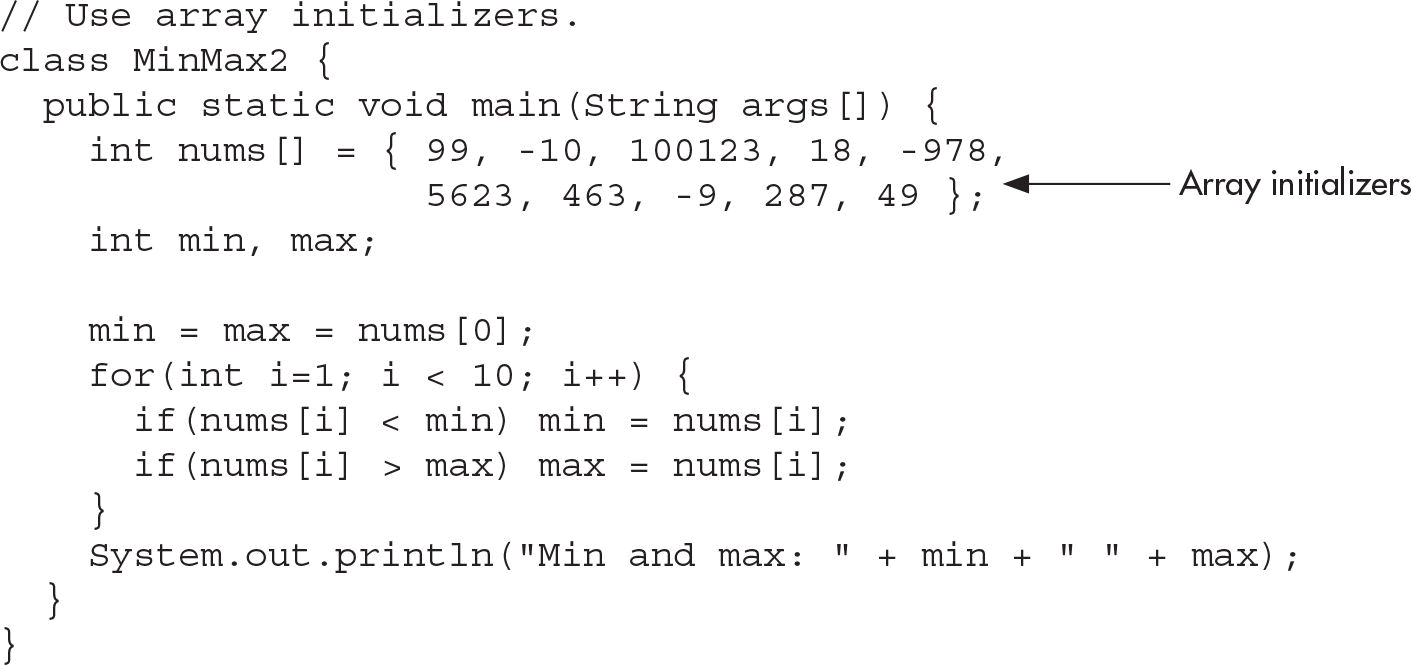 // Use array initializers.
class MinMax2 {
  public static void main(String args[]) {
    int nums[] = { 99, -10, 100123, 18, -978,
                   5623, 463, -9, 287, 49 };
Array initializers
    int min, max;

    min = max = nums[0];
    for(int i=1; i < 10; i++) {
      if(nums[i] < min) min = nums[i];
      if(nums[i] > max) max = nums[i];
    }
    System.out.println("Min and max: " + min + " " + max);
  }
}